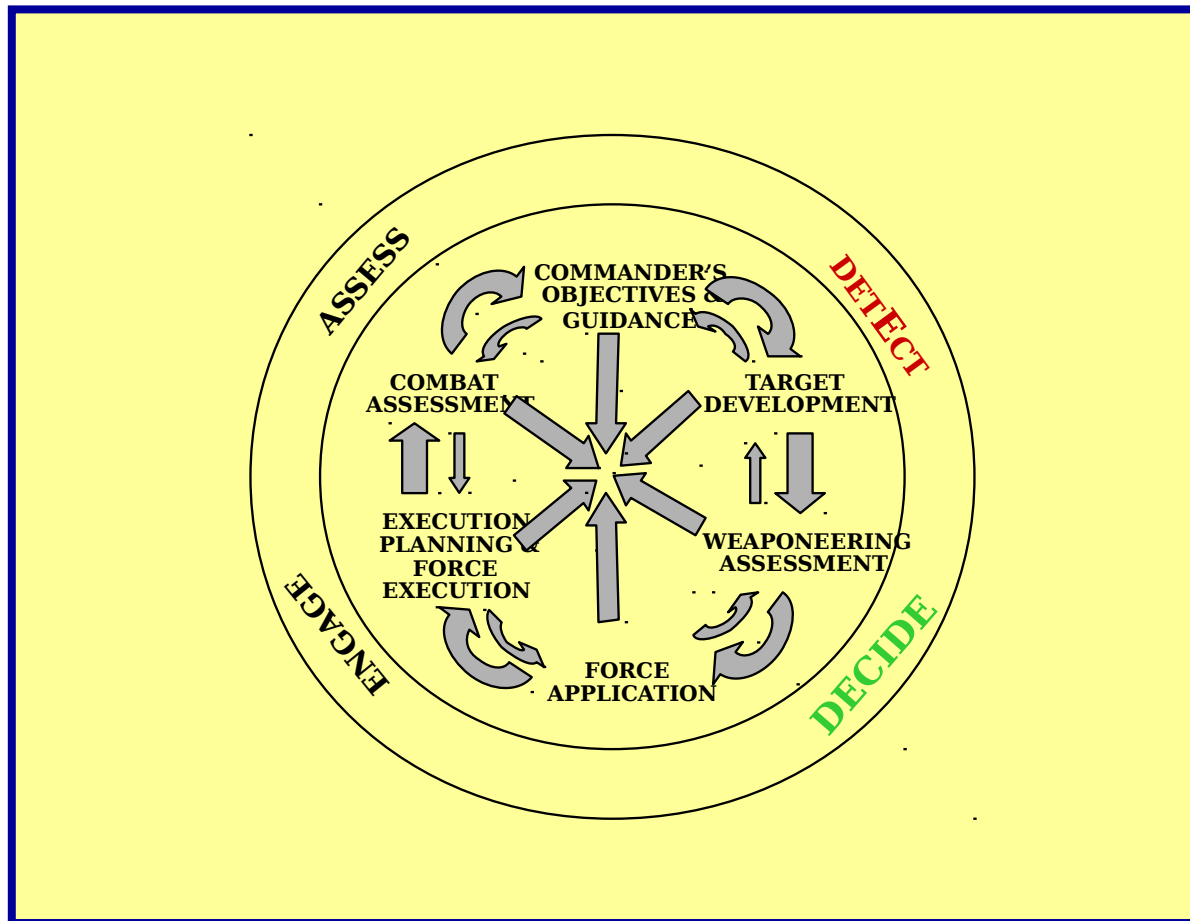 ASSESS
DETECT
COMMANDER'S
OBJECTIVES &
GUIDANCE
COMBAT
ASSESSMENT
TARGET
DEVELOPMENT
EXECUTION
PLANNING &
FORCE
EXECUTION
WEAPONEERING
ASSESSMENT
FORCE
APPLICATION
ENGAGE
DECIDE